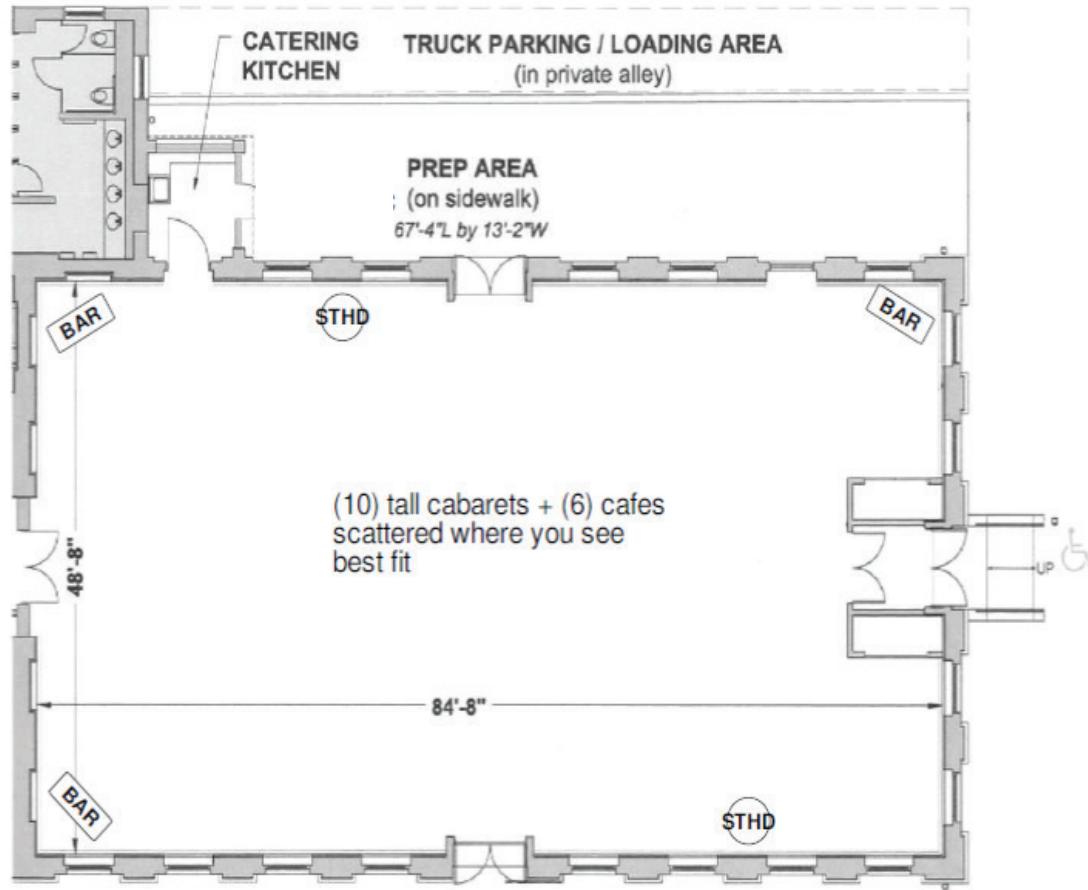 CATERING
KITCHEN
TRUCK PARKING / LOADING AREA
(in private alley)
PREP AREA
(on sidewalk)
67'-4"L by 13'-2"W
BAR
STHD
BAR
(10) tall cabarets + (6) cafes
scattered where you see
best fit
48'-8"
UP
84'-8"
BAR
STHD